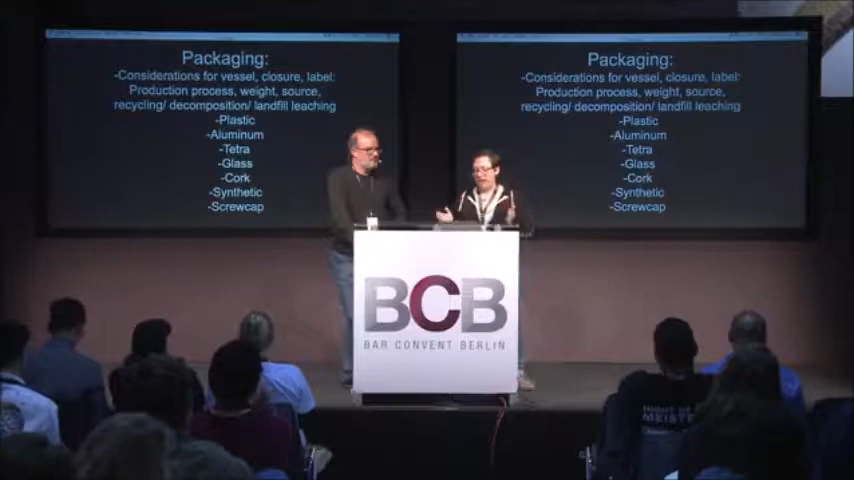 Packaging:
-Considerations for vessel, closure, label:
Production process, weight, source,
recycling/ decomposition/ landfill leaching
-Plastic
-Aluminum
-Tetra
-Glass
-Cork
-Synthetic
-Screwcap
Packaging:
-Considerations for vessel, closure, label:
Production process, weight, source,
recycling/ decomposition/ landfill leaching
-Plastic
-Aluminum
-Tetra
-Glass
-Cork
-Synthetic
-Screwcap
BCB
BAR CONVENT BERLIN
MEISTE